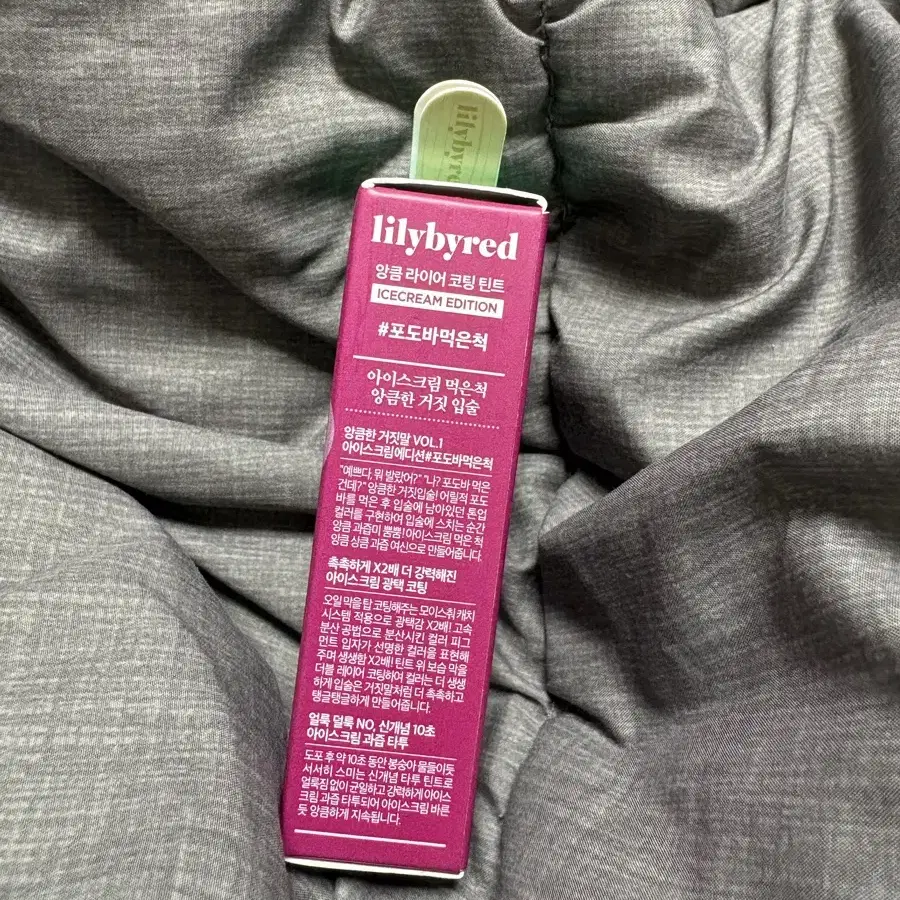 lilybyred
lilybyred
앙큼 라이어 코팅 틴트
ICECREAM EDITION
#포도바먹은척
아이스크림 먹은척
앙큼한 거짓 입술
앙큼한 거짓말 VOL.1
아이스크림에디션#포도바먹은척
"예쁘다, 뭐 발랐어?" "나? 포도바 먹은
건데?" 앙큼한 거짓입술! 어릴적 포도
바를 먹은 후 입술에 남아있던 톤업
컬러를 구현하여 입술에 스치는 순간
앙큼 과즙미 뿜뿜! 아이스크림 먹은 척
앙큼 상큼 과즙 여신으로 만들어줍니다.
촉촉하게 X2배 더 강력해진
아이스크림 광택 코팅
오일 막을 탑 코팅해주는 모이스춰 캐치
시스템 적용으로 광택감 X2배! 고속
분산 공법으로 분산시킨 컬러 피그
먼트 입자가 선명한 컬러를 표현해
주며 생생함 X2배! 틴트 위 보습 막을
더블 레이어 코팅하여 컬러는 더 생생
하게 입술은 거짓말처럼 더 촉촉하고
탱글탱글하게 만들어줍니다.
얼룩 덜룩 NO, 신개념 10초
아이스크림 과즙 타투
도포 후 약 10초 동안 봉숭아 물들이듯
서서히 스미는 신개념 타투 틴트로
얼룩짐 없이 균일하고 강력하게 아이스
크림 과즙 타투되어 아이스크림 바른
듯 앙큼하게 지속됩니다.